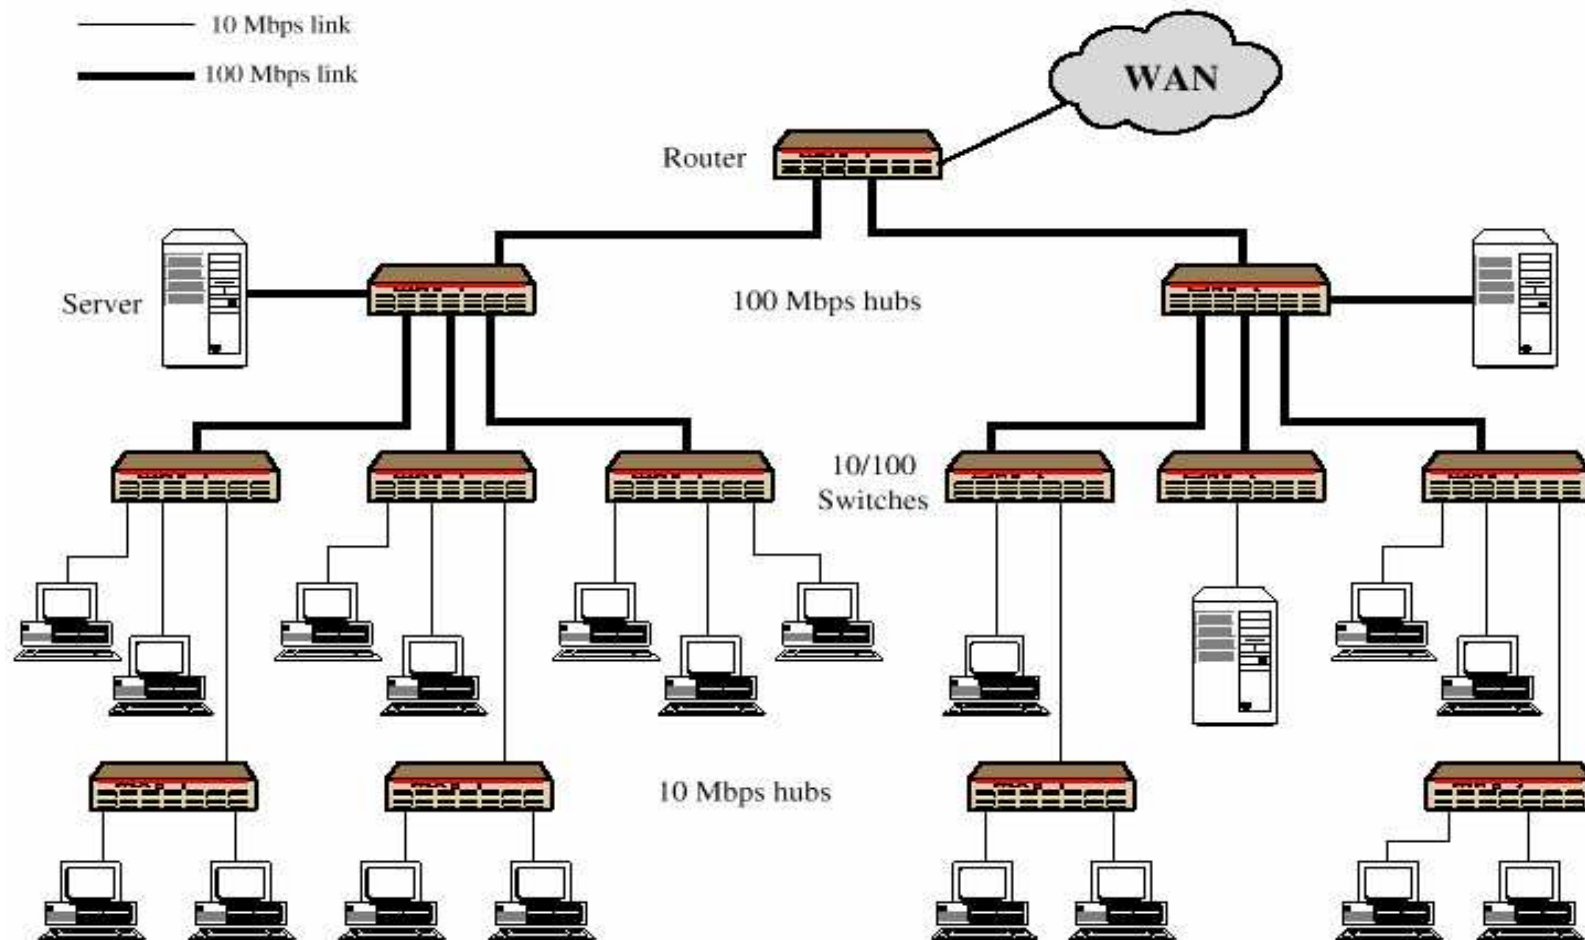 10 Mbps link
100 Mbps link
WAN
Router
Server
100 Mbps hubs
10/100
Switches
10 Mbps hubs